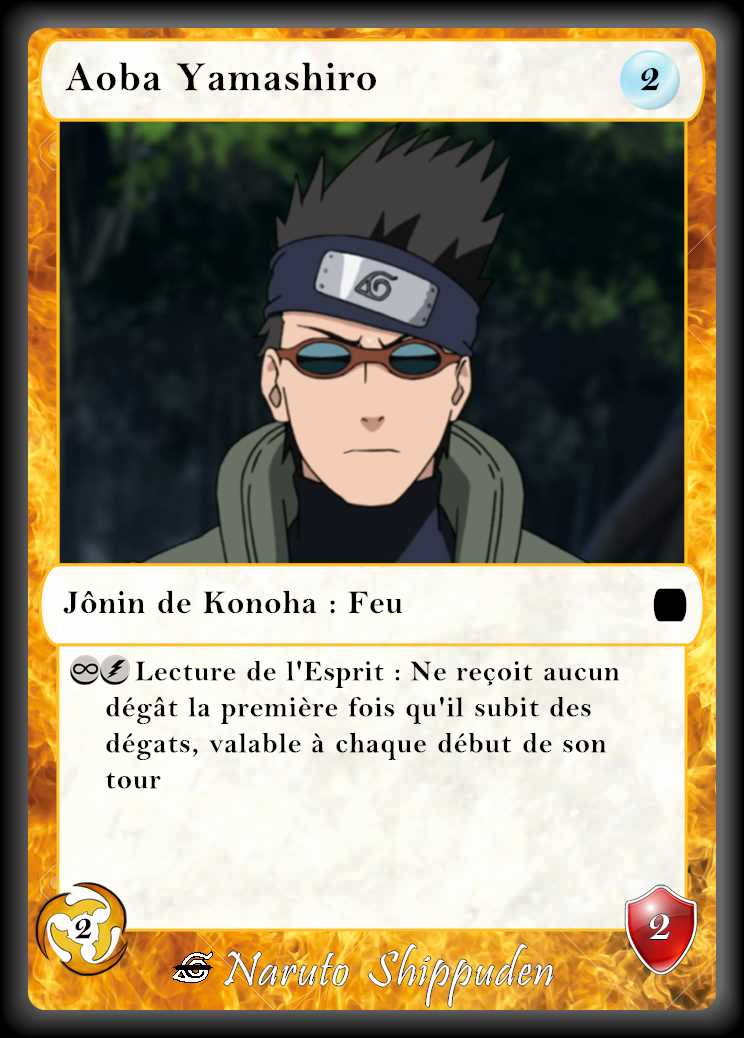 Aoba Yamashiro
2
Jônin de Konoha : Feu
Lecture de l'Esprit : Ne reçoit aucun
dégât la première fois qu'il subit des
dégats, valable à chaque début de son
tour
2
2
Naruto Shippuden